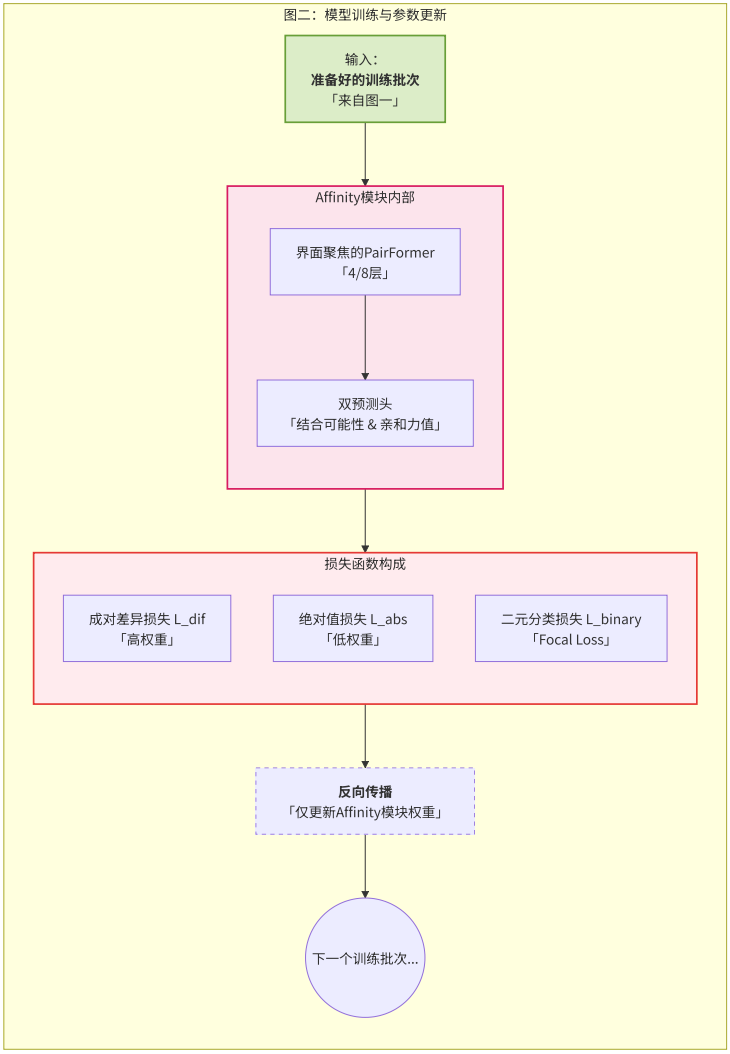 图二：模型训练与参数更新
输入：
准备好的训练批次
「来自图一」
Affinity模块内部
界面聚焦的PairFormer
「4/8层」
双预测头
「结合可能性 & 亲和力值」
损失函数构成
成对差异损失 L_dif
「高权重」
绝对值损失 L_abs
「低权重」
二元分类损失 L_binary
「Focal Loss」
反向传播
「仅更新Affinity模块权重」
下一个训练批次...